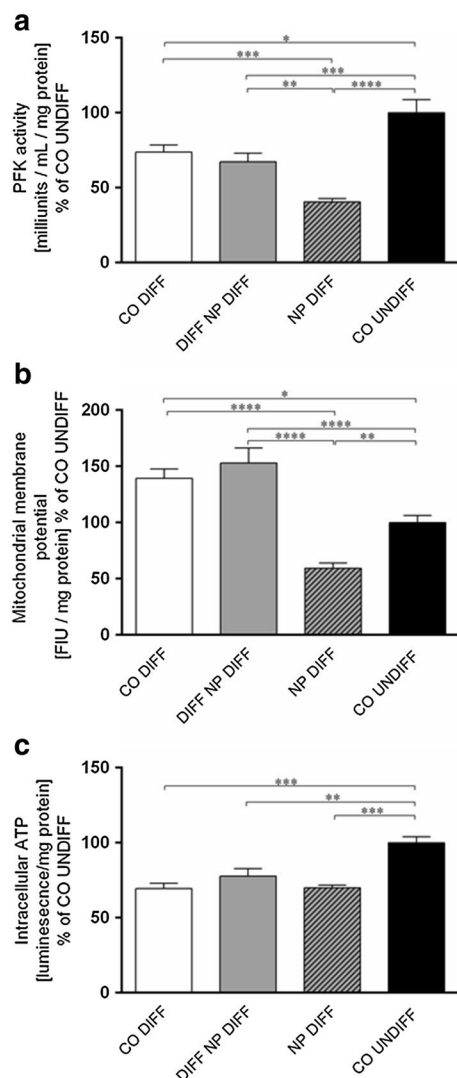 a
PFK activity
[milliunits / mL / mg protein]
% of CO UNDIFF
150
100
50
0
*
***
***
**
****
CO DIFF
DIFF NP DIFF
NP DIFF
CO UNDIFF
b
Mitochondrial membrane
potential
[FIU / mg protein] % of CO UNDIFF
200
150
100
50
0
*
****
****
****
**
CO DIFF
DIFF NP DIFF
NP DIFF
CO UNDIFF
c
Intracellular ATP
[luminesecnce/mg protein]
% of CO UNDIFF
150
100
50
0
***
**
***
CO DIFF
DIFF NP DIFF
NP DIFF
CO UNDIFF